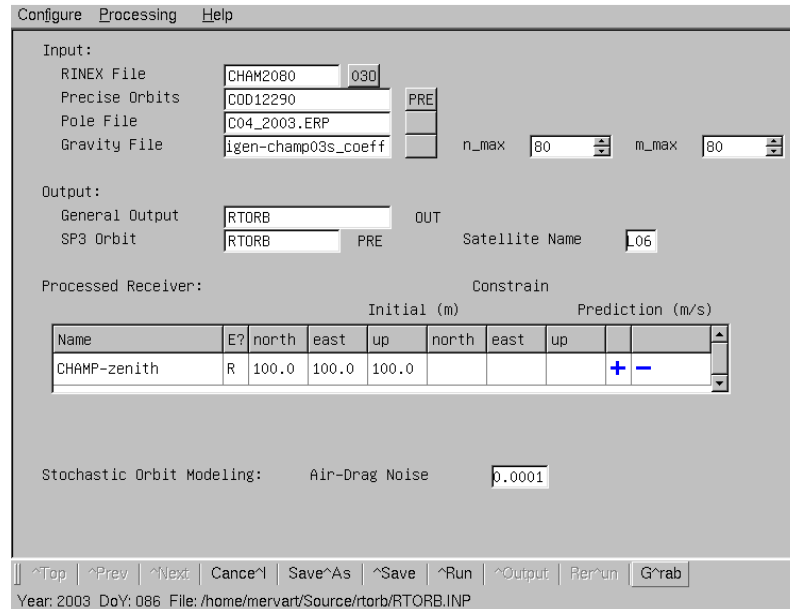 Configure Processing Help
Input:
RINEX File CHAM2080 030
Precise Orbits COD12290 PRE
Pole File C04_2003.ERP
Gravity File igen-champ03s_coeff n_max 80 m_max 80
Output:
General Output RTORB OUT
SP3 Orbit RTORB PRE Satellite Name L06
Processed Receiver: Constrain
Initial (m) Prediction (m/s)
Name E? north east up north east up
CHAMP-zenith R 100.0 100.0 100.0 + −
Stochastic Orbit Modeling: Air-Drag Noise 0.0001
^Top ^Prev ^Next Cance^l Save^As ^Save ^Run ^Output Rer^un G^rab
Year: 2003 DoY: 086 File: /home/mervart/Source/rtorb/RTORB.INP